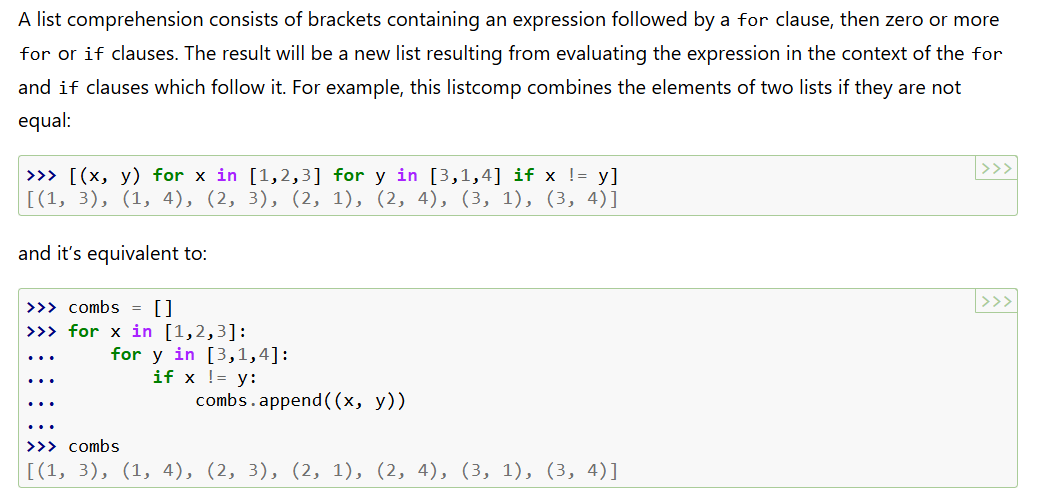 A list comprehension consists of brackets containing an expression followed by a for clause, then zero or more
for or if clauses. The result will be a new list resulting from evaluating the expression in the context of the for
and if clauses which follow it. For example, this listcomp combines the elements of two lists if they are not
equal:
>>> [(x, y) for x in [1,2,3] for y in [3,1,4] if x != y]
>>>
[(1, 3), (1, 4), (2, 3), (2, 1), (2, 4), (3, 1), (3, 4)]
and it’s equivalent to:
>>> combs = []
>>>
>>> for x in [1,2,3]:
...     for y in [3,1,4]:
...         if x != y:
...             combs.append((x, y))
...
>>> combs
[(1, 3), (1, 4), (2, 3), (2, 1), (2, 4), (3, 1), (3, 4)]